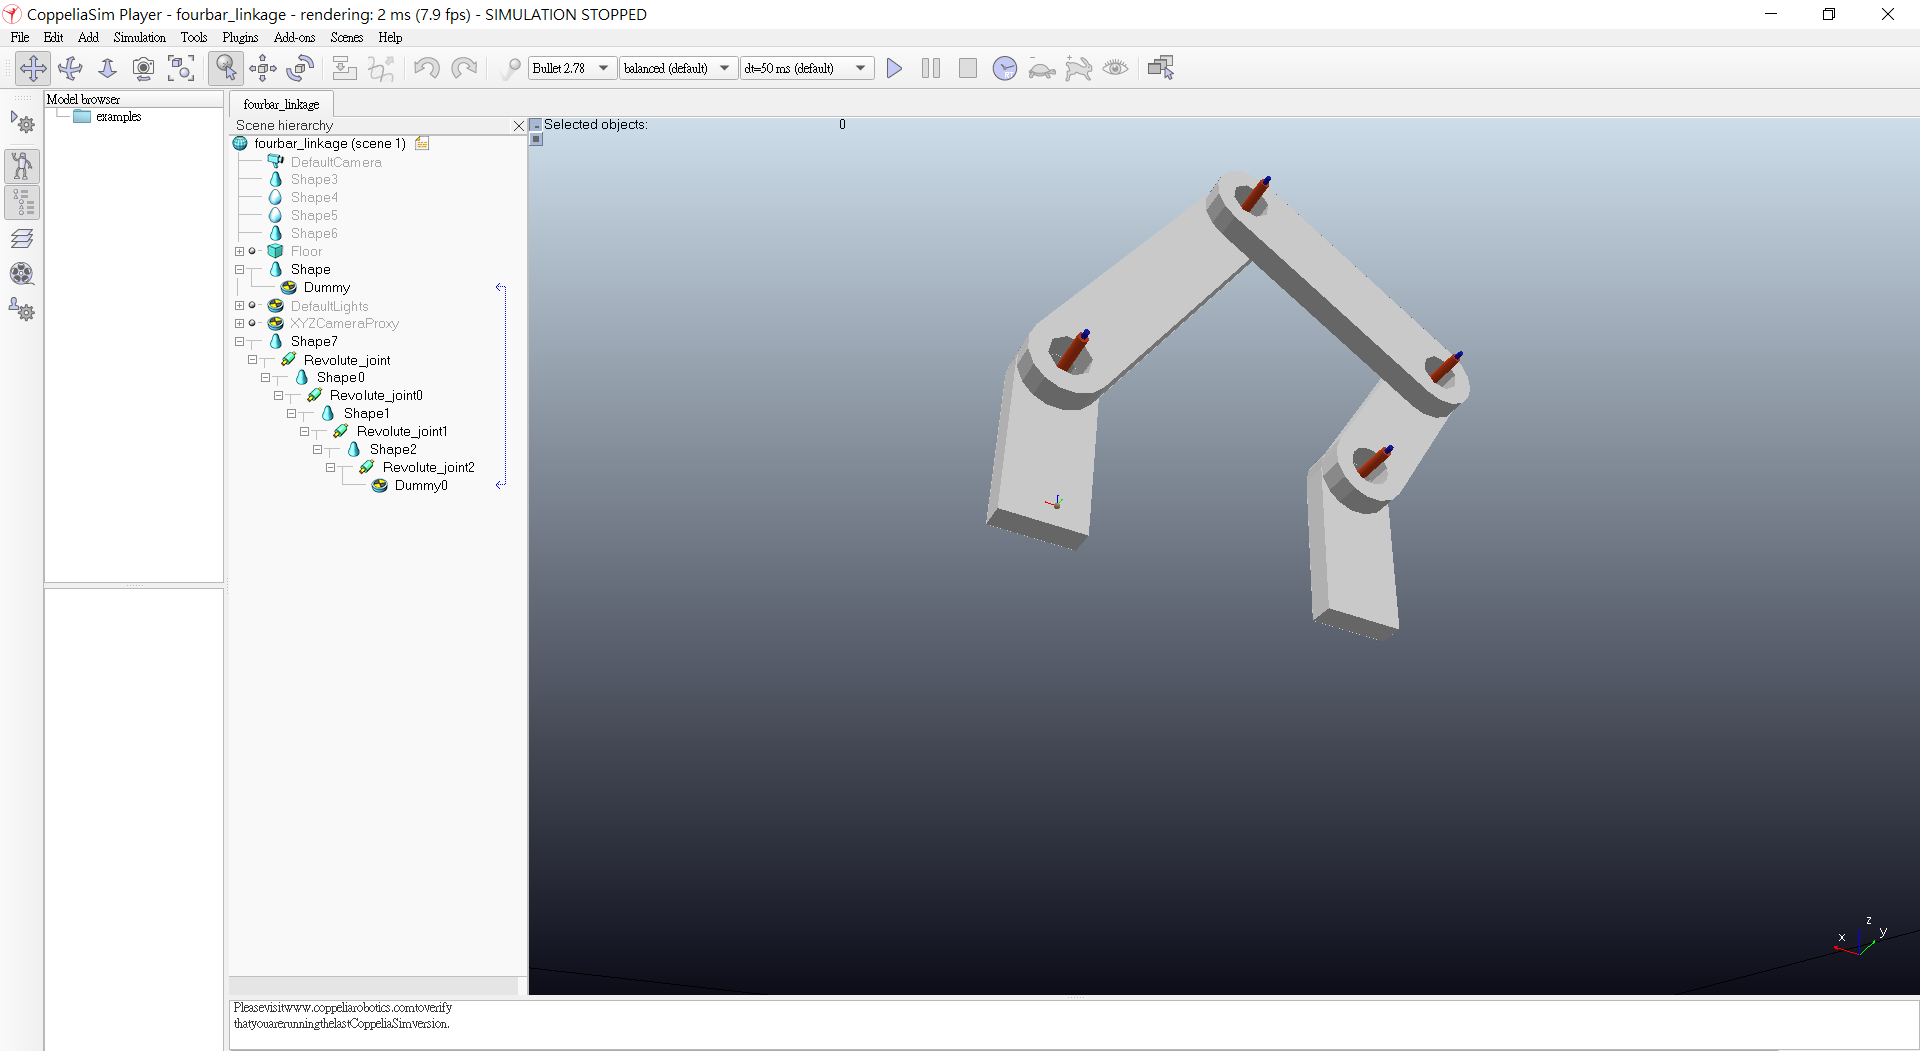 CoppeliaSim Player - fourbar_linkage - rendering: 2 ms (7.9 fps) - SIMULATION STOPPED
File Edit Add Simulation Tools Plugins Add-ons Scenes Help
Bullet 2.78 balanced (default) dt=50 ms (default)
Model browser
examples
fourbar_linkage
Scene hierarchy
fourbar_linkage (scene 1)
DefaultCamera
Shape3
Shape4
Shape5
Shape6
Floor
Shape
Dummy
DefaultLights
XYZCameraProxy
Shape7
Revolute_joint
Shape0
Revolute_joint0
Shape1
Revolute_joint1
Shape2
Revolute_joint2
Dummy0
Selected objects: 0
x z y
Pleasevisitwww.coppeliarobotics.comtoverify
thatyouarerunningthelastCoppeliaSimversion.